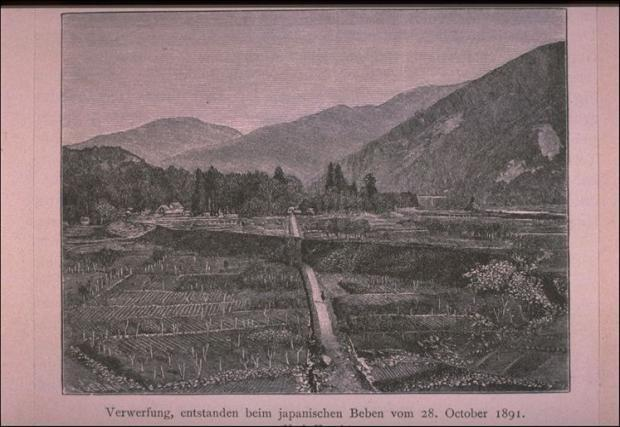 Verwerfung, entstanden beim japanischen Beben vom 28. October 1891.